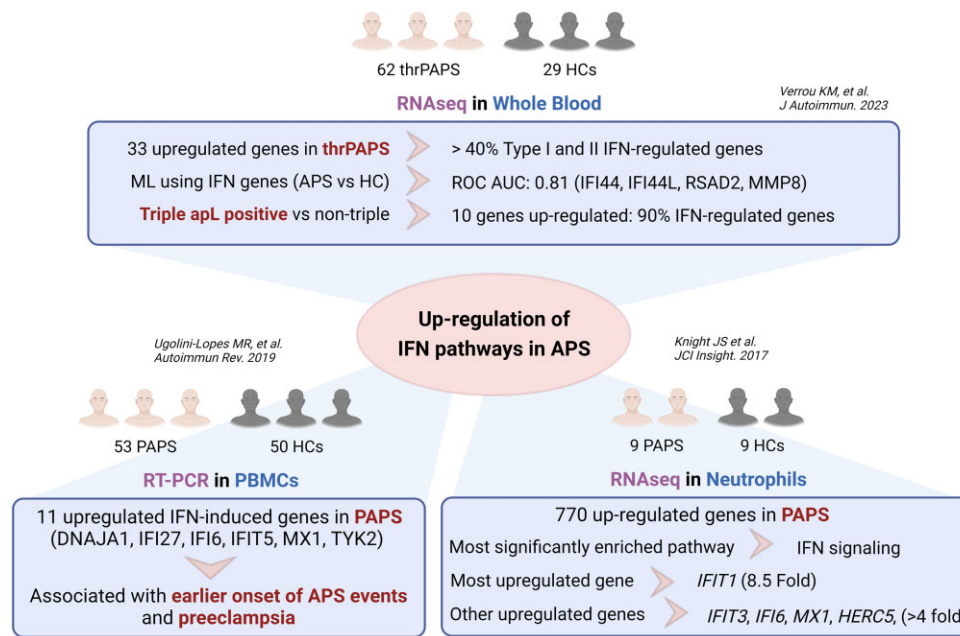 62 thrPAPS
29 HCs
RNAseq in Whole Blood
Verrou KM, et al.
J Autoimmun. 2023
33 upregulated genes in thrPAPS
> 40% Type I and II IFN-regulated genes
ML using IFN genes (APS vs HC)
ROC AUC: 0.81 (IFI44, IFI44L, RSAD2, MMP8)
Triple apL positive vs non-triple
10 genes up-regulated: 90% IFN-regulated genes
Up-regulation of
IFN pathways in APS
Ugolini-Lopes MR, et al.
Autoimmun Rev. 2019
53 PAPS
50 HCs
RT-PCR in PBMCs
11 upregulated IFN-induced genes in PAPS
(DNAJA1, IFI27, IFI6, IFIT5, MX1, TYK2)
Associated with earlier onset of APS events
and preeclampsia
Knight JS et al.
JCI Insight. 2017
9 PAPS
9 HCs
RNAseq in Neutrophils
770 up-regulated genes in PAPS
Most significantly enriched pathway
IFN signaling
Most upregulated gene
IFIT1 (8.5 Fold)
Other upregulated genes
IFIT3, IFI6, MX1, HERC5, (>4 fold